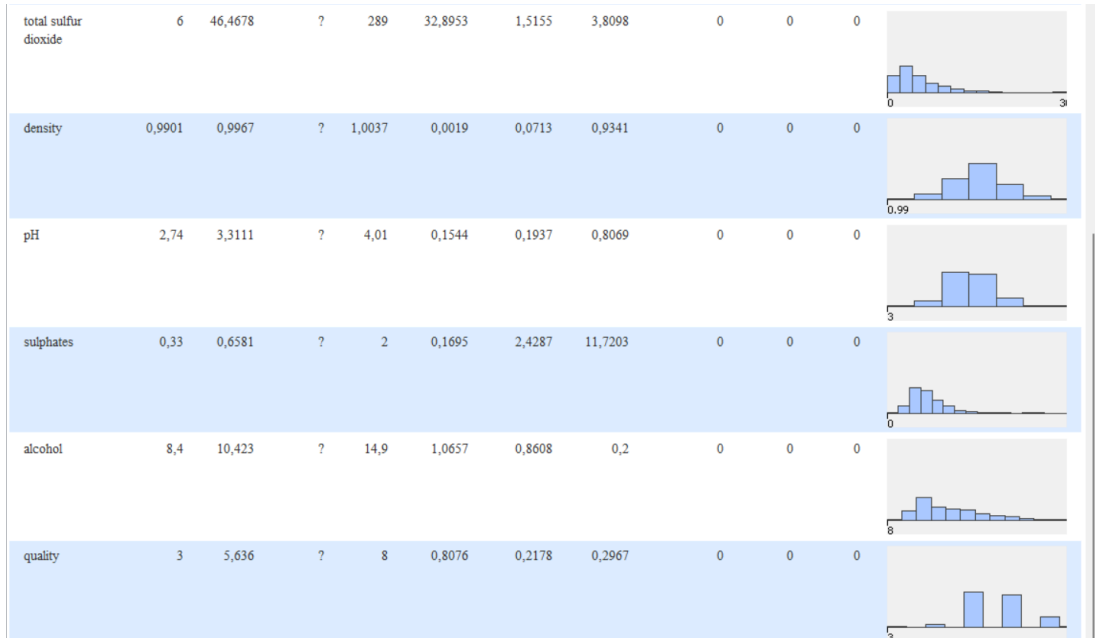 total sulfur dioxide 6 46,4678 ? 289 32,8953 1,5155 3,8098 0 0 0
0 30
density 0,9901 0,9967 ? 1,0037 0,0019 0,0713 0,9341 0 0 0
0.99
pH 2,74 3,3111 ? 4,01 0,1544 0,1937 0,8069 0 0 0
3
sulphates 0,33 0,6581 ? 2 0,1695 2,4287 11,7203 0 0 0
0
alcohol 8,4 10,423 ? 14,9 1,0657 0,8608 0,2 0 0 0
8
quality 3 5,636 ? 8 0,8076 0,2178 0,2967 0 0 0
3